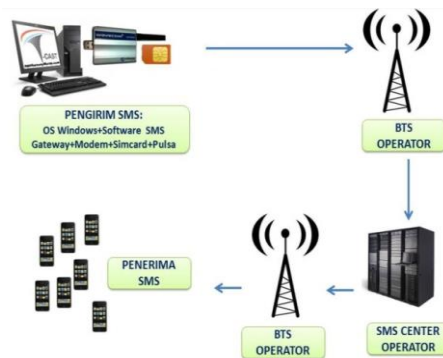 CAST
PENGIRIM SMS:
OS Windows+Software SMS
Gateway+Modem+Simcard+Pulsa
BTS
OPERATOR
PENERIMA
SMS
BTS
OPERATOR
SMS CENTER
OPERATOR